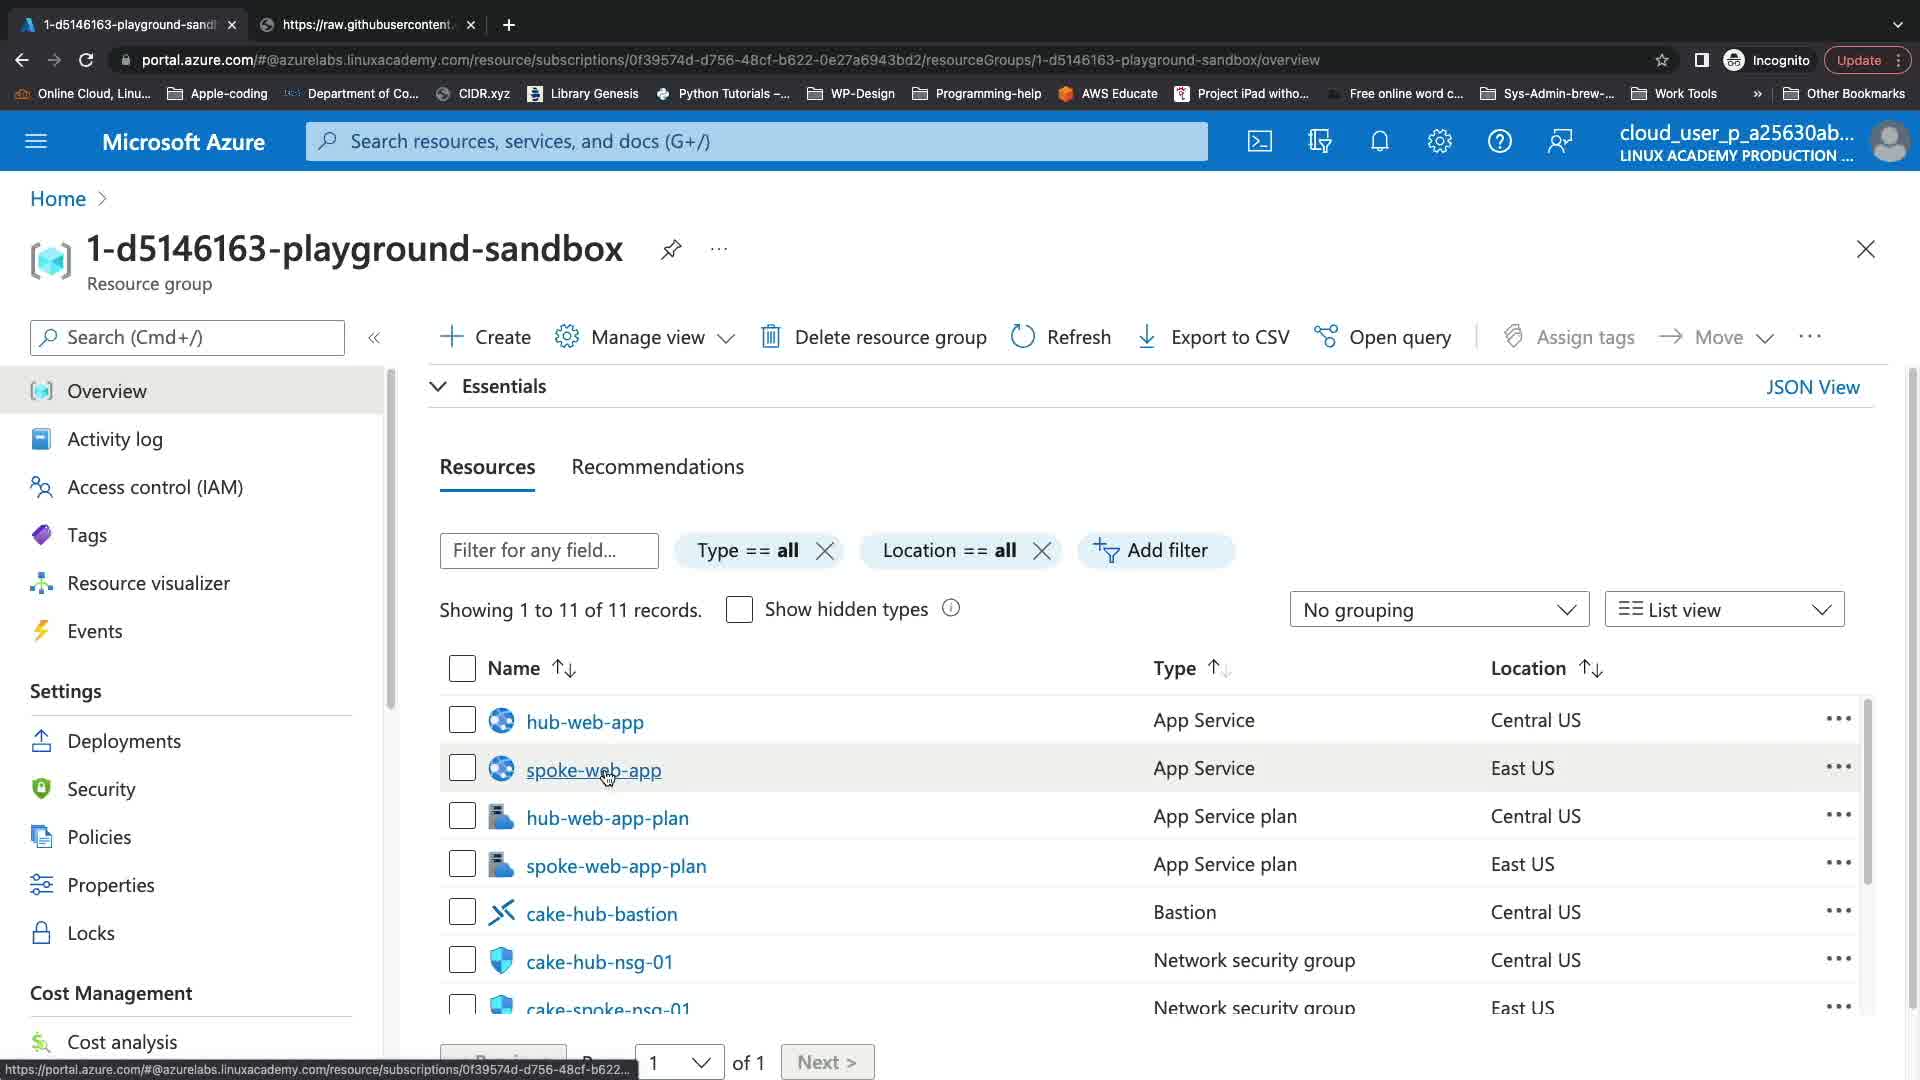 1-d5146163-playground-sand
https://raw.githubusercontent.
portal.azure.com/#@azurelabs.linuxacademy.com/resource/subscriptions/0f39574d-d756-48cf-b622-0e27a6943bd2/resourceGroups/1-d5146163-playground-sandbox/overview
Incognito
Update
Online Cloud, Linu...
Apple-coding
Department of Co...
CIDR.xyz
Library Genesis
Python Tutorials –...
WP-Design
Programming-help
AWS Educate
Project iPad witho...
Free online word c...
Sys-Admin-brew-...
Work Tools
»
Other Bookmarks
Microsoft Azure
Search resources, services, and docs (G+/)
cloud_user_p_a25630ab...
LINUX ACADEMY PRODUCTION ...
Home >
1-d5146163-playground-sandbox
...
Resource group
Search (Cmd+/)
«
Create
Manage view
Delete resource group
Refresh
Export to CSV
Open query
Assign tags
Move
...
Overview
Activity log
Access control (IAM)
Tags
Resource visualizer
Events
Settings
Deployments
Security
Policies
Properties
Locks
Cost Management
Cost analysis
Essentials
JSON View
Resources
Recommendations
Filter for any field...
Type == all
Location == all
Add filter
Showing 1 to 11 of 11 records.
Show hidden types
No grouping
List view
Name
Type
Location
hub-web-app
App Service
Central US
...
spoke-web-app
App Service
East US
...
hub-web-app-plan
App Service plan
Central US
...
spoke-web-app-plan
App Service plan
East US
...
cake-hub-bastion
Bastion
Central US
...
cake-hub-nsg-01
Network security group
Central US
...
cake-spoke-nsg-01
Network security group
East US
...
1
of 1
Next >
https://portal.azure.com/#@azurelabs.linuxacademy.com/resource/subscriptions/0f39574d-d756-48cf-b622...